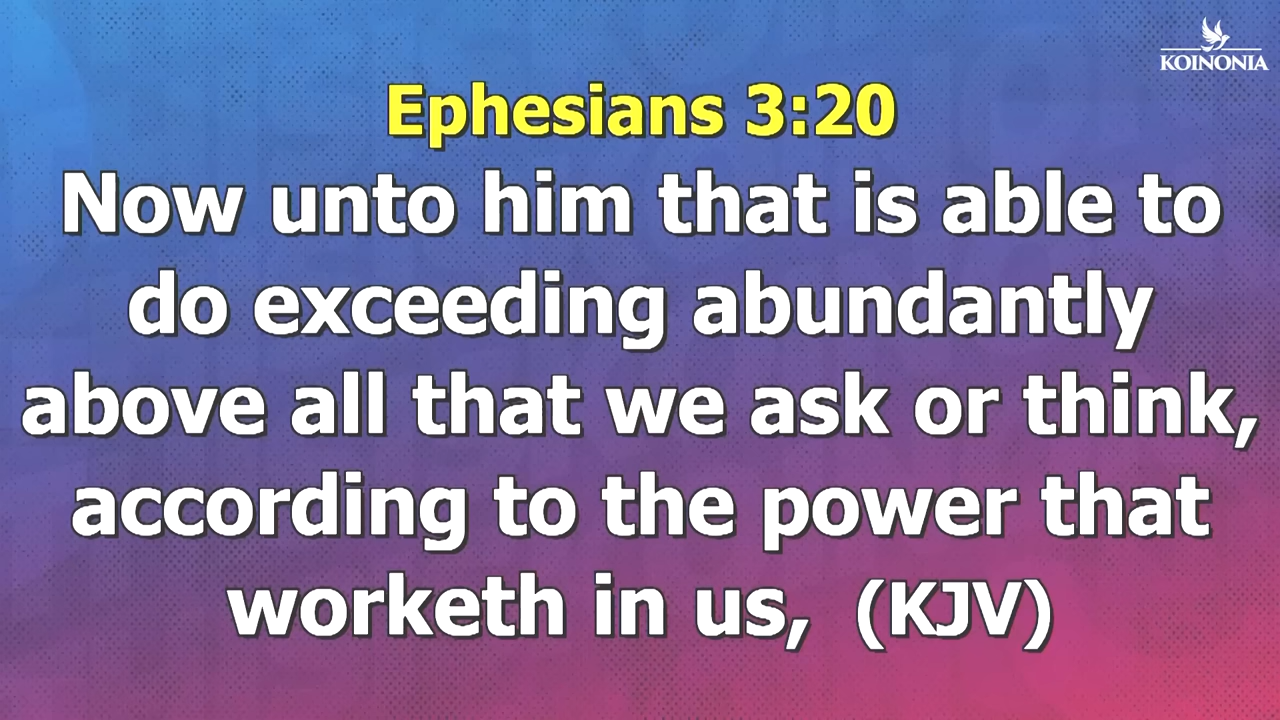 KOINONIA
Ephesians 3:20
Now unto him that is able to
do exceeding abundantly
above all that we ask or think,
according to the power that
worketh in us,  (KJV)